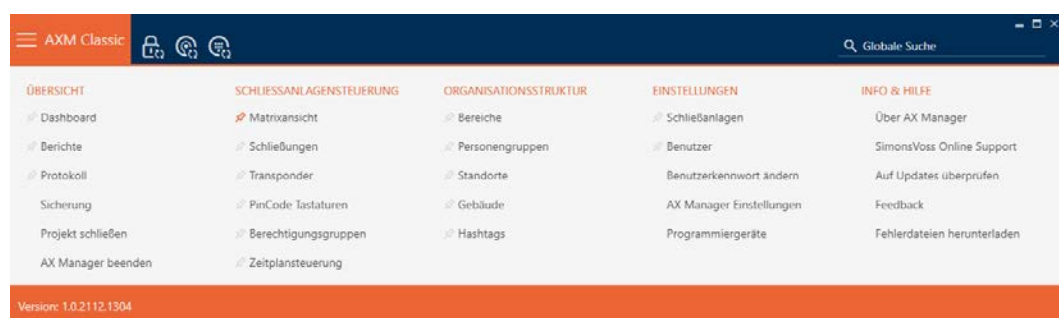 AXM Classic
Globale Suche
ÜBERSICHT
Dashboard
Berichte
Protokoll
Sicherung
Projekt schließen
AX Manager beenden
SCHLIESSANLAGENSTEUERUNG
Matrixansicht
Schließungen
Transponder
PinCode Tastaturen
Berechtigungsgruppen
Zeitplansteuerung
ORGANISATIONSSTRUKTUR
Bereiche
Personengruppen
Standorte
Gebäude
Hashtags
EINSTELLUNGEN
Schließanlagen
Benutzer
Benutzerkennwort ändern
AX Manager Einstellungen
Programmiergeräte
INFO & HILFE
Über AX Manager
SimonsVoss Online Support
Auf Updates überprüfen
Feedback
Fehlerdateien herunterladen
Version: 1.0.2112.1304